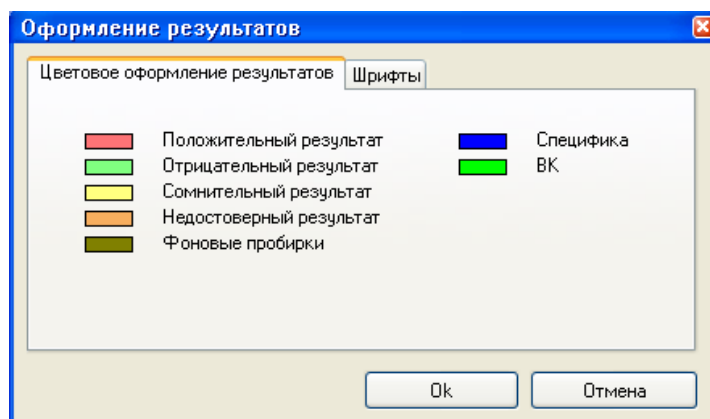 Оформление результатов
Цветовое оформление результатов Шрифты
Положительный результат Специфика
Отрицательный результат ВК
Сомнительный результат
Недостоверный результат
Фоновые пробирки
Ok Отмена